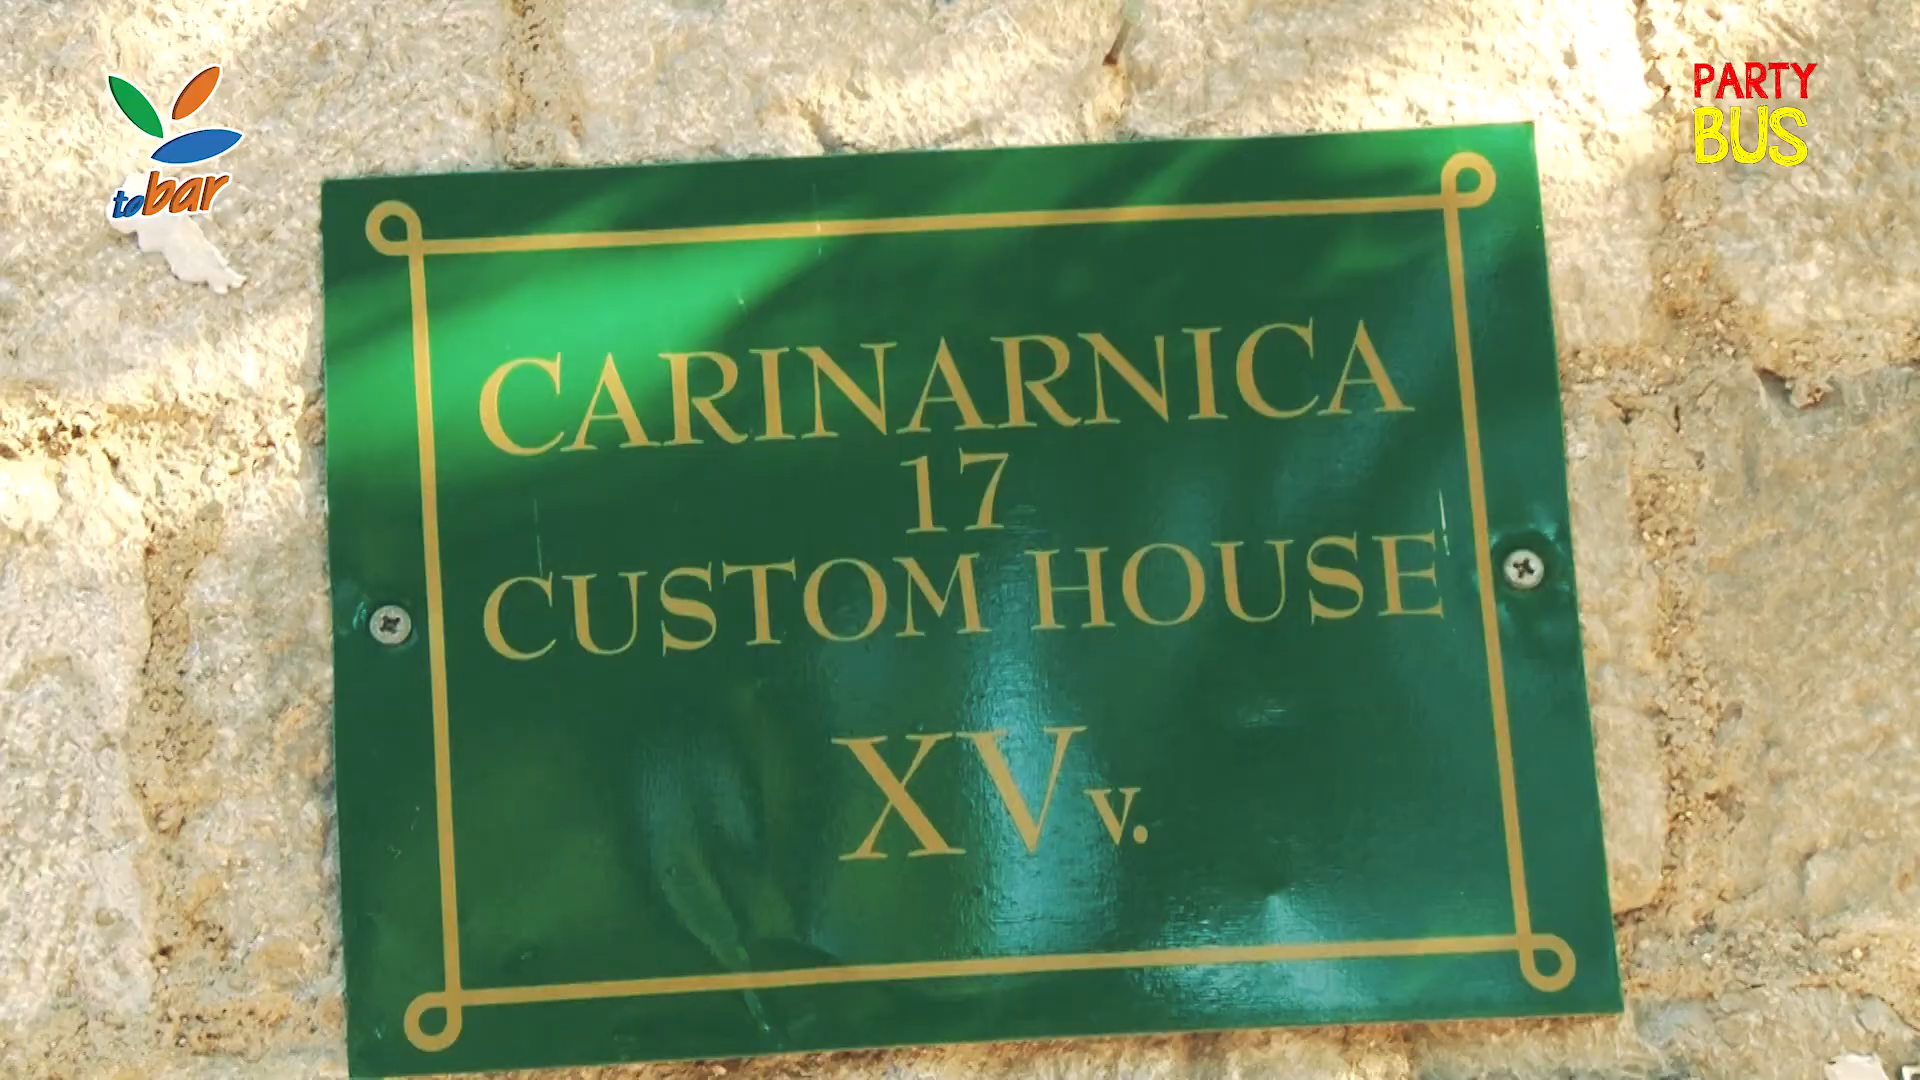 to bar
PARTY
BUS
CARINARNICA
17
CUSTOM HOUSE
XV v.